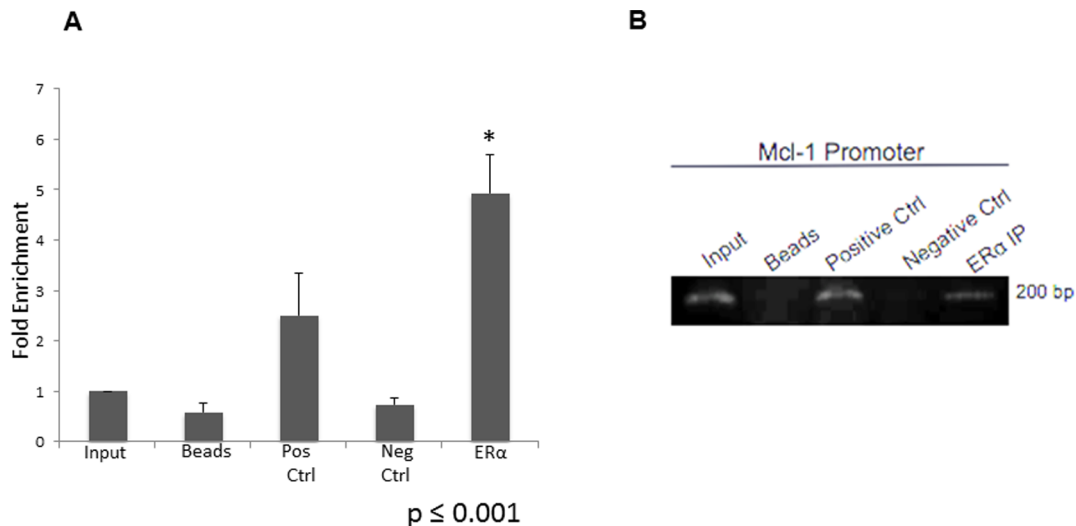 A
7
6
5
4
3
2
1
0
Fold Enrichment
*
Input
Beads
Pos
Ctrl
Neg
Ctrl
ERα
p ≤ 0.001
B
Mcl-1 Promoter
Input
Beads
Positive Ctrl
Negative Ctrl
ERα IP
200 bp